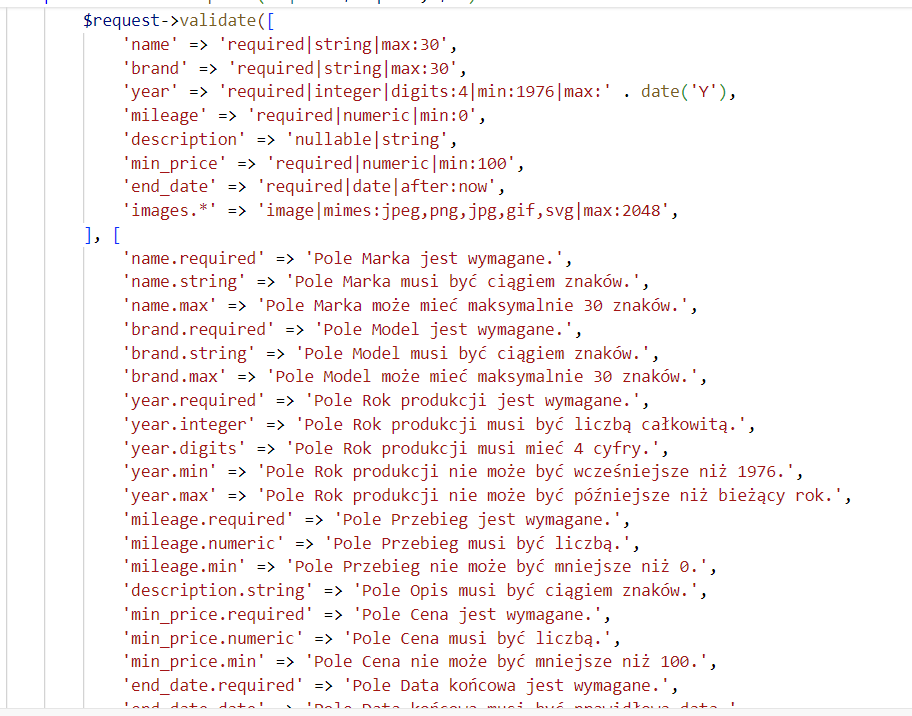 $request->validate([
'name' => 'required|string|max:30',
'brand' => 'required|string|max:30',
'year' => 'required|integer|digits:4|min:1976|max:' . date('Y'),
'mileage' => 'required|numeric|min:0',
'description' => 'nullable|string',
'min_price' => 'required|numeric|min:100',
'end_date' => 'required|date|after:now',
'images.*' => 'image|mimes:jpeg,png,jpg,gif,svg|max:2048',
], [
'name.required' => 'Pole Marka jest wymagane.',
'name.string' => 'Pole Marka musi być ciągiem znaków.',
'name.max' => 'Pole Marka może mieć maksymalnie 30 znaków.',
'brand.required' => 'Pole Model jest wymagane.',
'brand.string' => 'Pole Model musi być ciągiem znaków.',
'brand.max' => 'Pole Model może mieć maksymalnie 30 znaków.',
'year.required' => 'Pole Rok produkcji jest wymagane.',
'year.integer' => 'Pole Rok produkcji musi być liczbą całkowitą.',
'year.digits' => 'Pole Rok produkcji musi mieć 4 cyfry.',
'year.min' => 'Pole Rok produkcji nie może być wcześniejsze niż 1976.',
'year.max' => 'Pole Rok produkcji nie może być późniejsze niż bieżący rok.',
'mileage.required' => 'Pole Przebieg jest wymagane.',
'mileage.numeric' => 'Pole Przebieg musi być liczbą.',
'mileage.min' => 'Pole Przebieg nie może być mniejsze niż 0.',
'description.string' => 'Pole Opis musi być ciągiem znaków.',
'min_price.required' => 'Pole Cena jest wymagane.',
'min_price.numeric' => 'Pole Cena musi być liczbą.',
'min_price.min' => 'Pole Cena nie może być mniejsze niż 100.',
'end_date.required' => 'Pole Data końcowa jest wymagane.',
'end_date.date' => 'Pole Data końcowa musi być prawidłową datą.'